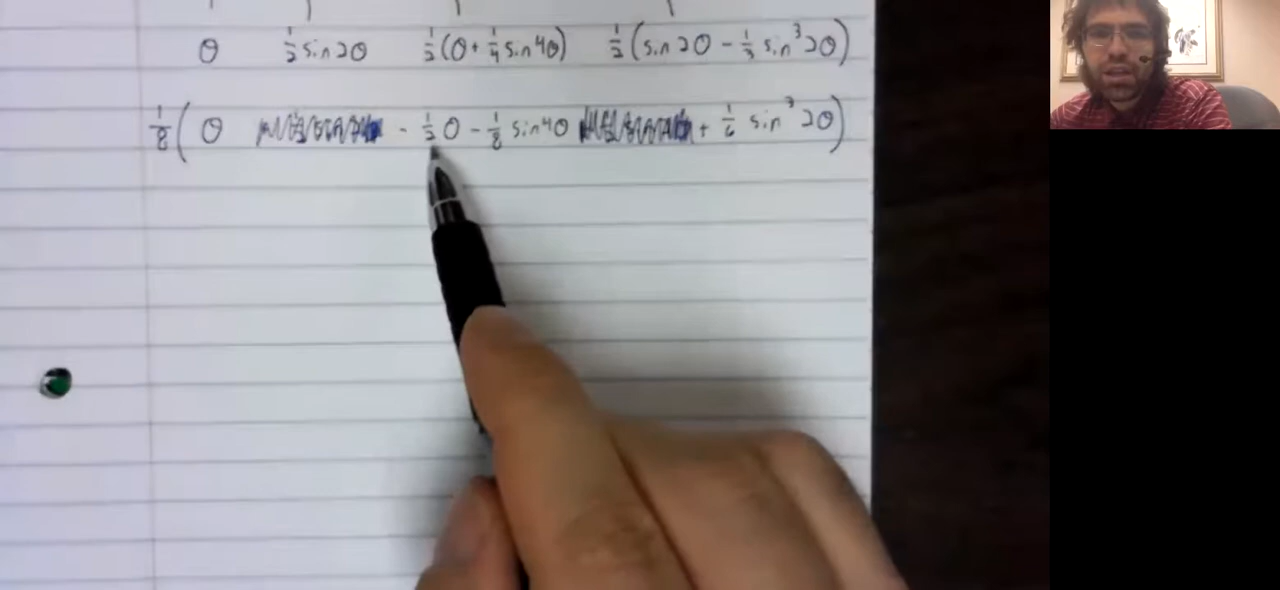 θ ½ sin 2θ ½(θ + ¼ sin 4θ) ½(sin 2θ - ⅓ sin³ 2θ)
⅛(θ - ½θ - ⅛ sin 4θ + ⅙ sin³ 2θ)